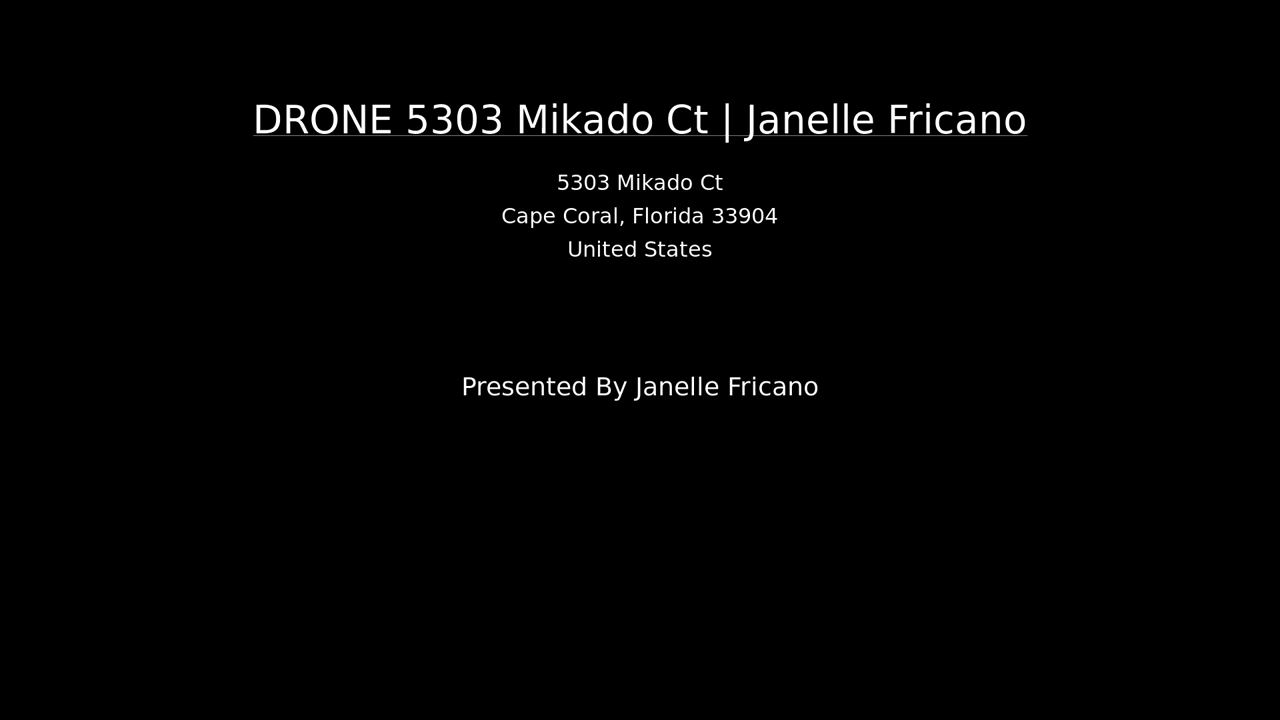 DRONE 5303 Mikado Ct | Janelle Fricano
5303 Mikado Ct
Cape Coral, Florida 33904
United States
Presented By Janelle Fricano